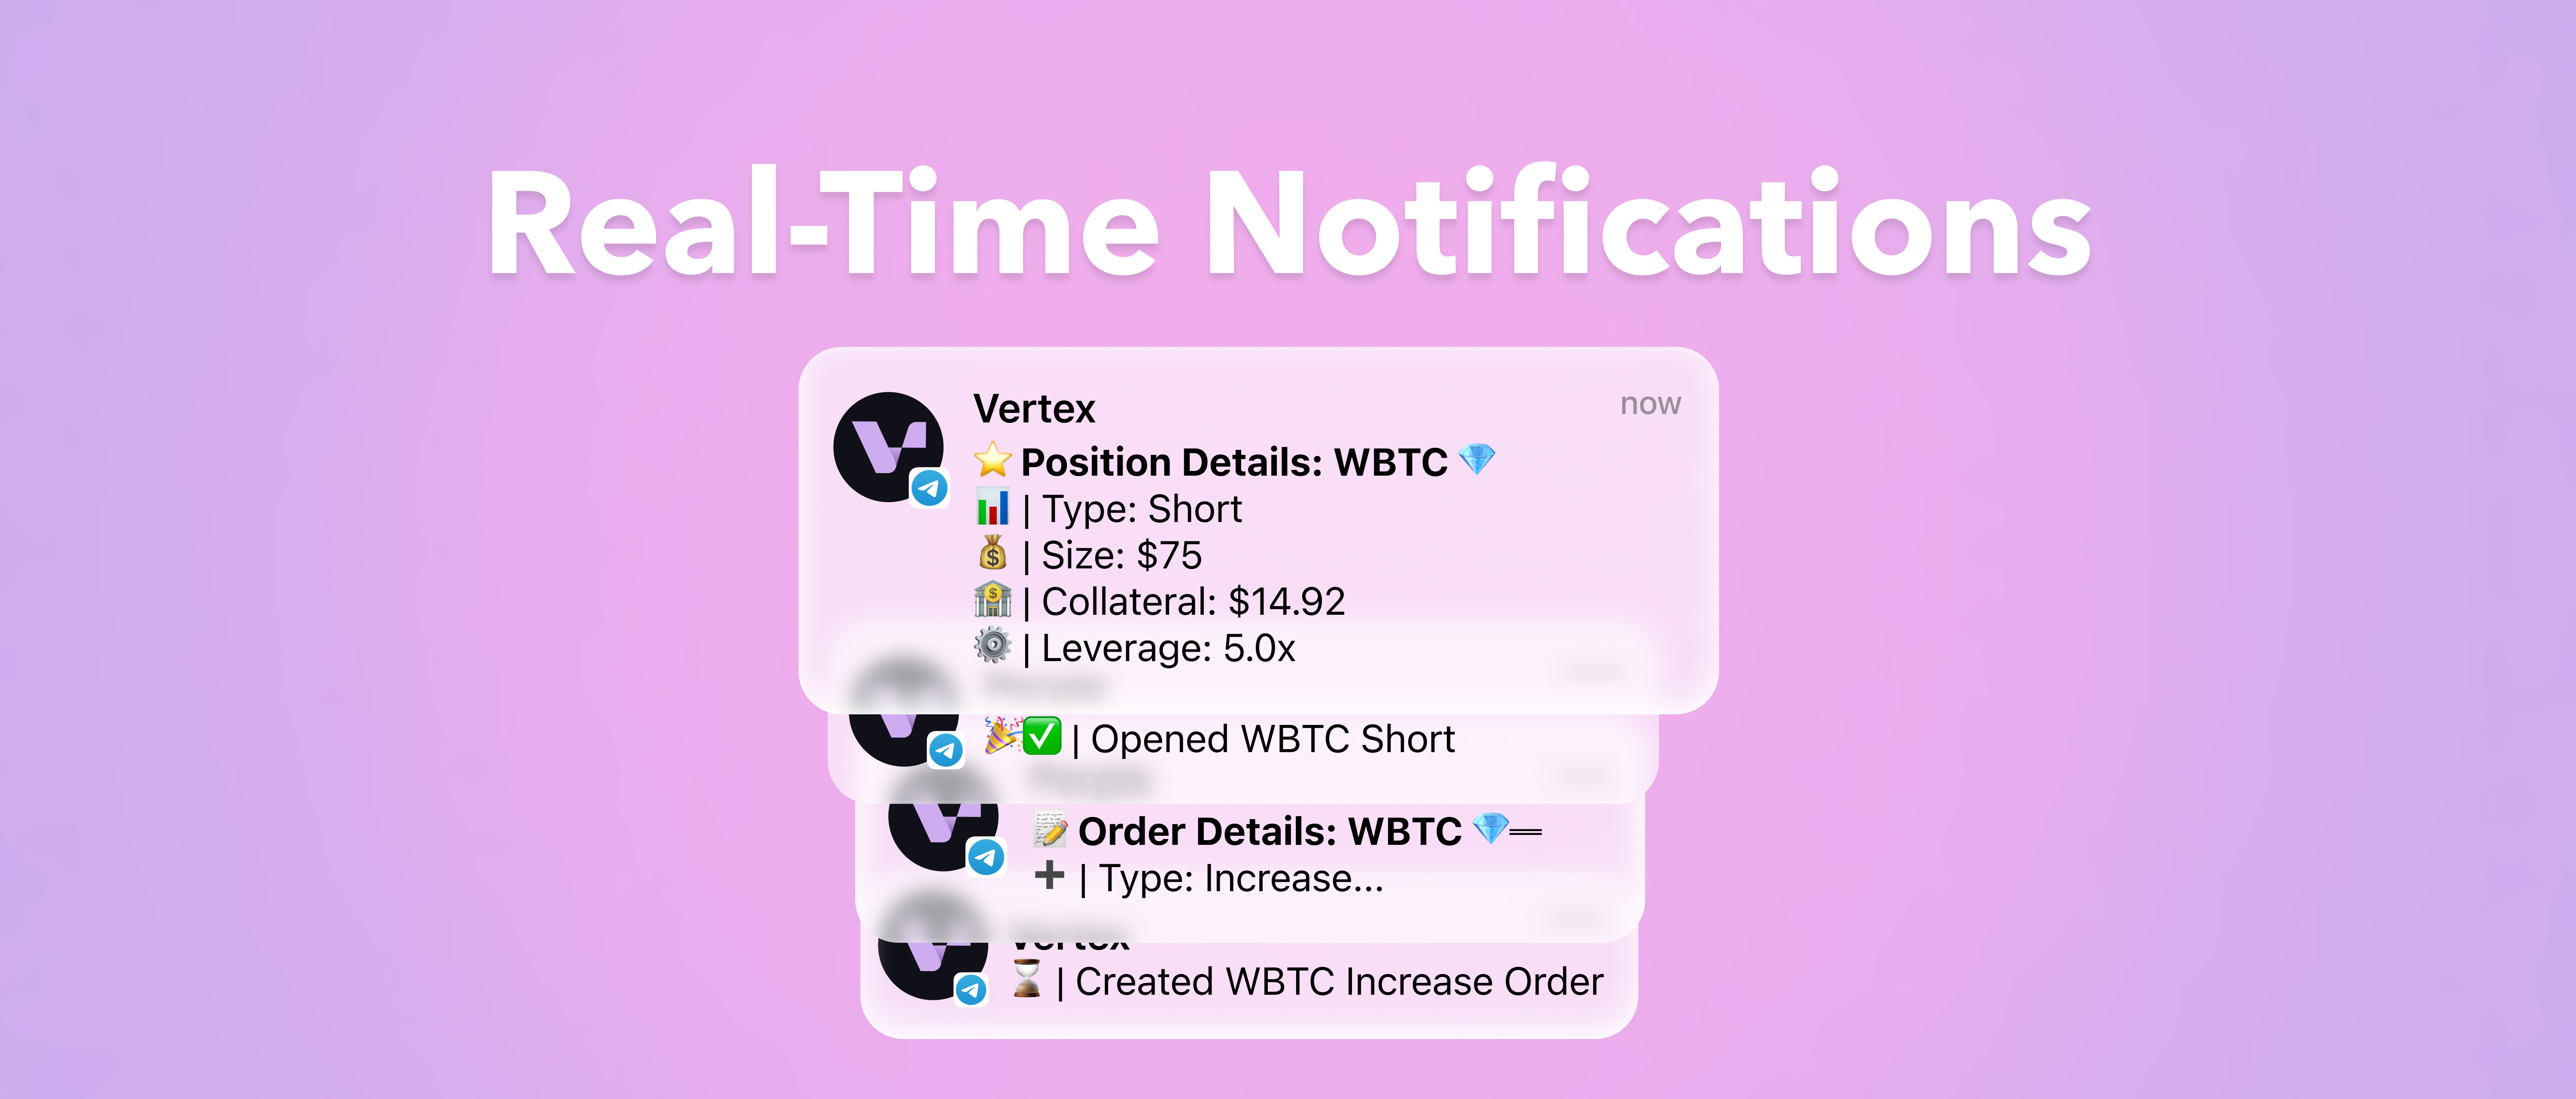 Real-Time Notifications
Vertex
now
⭐ Position Details: WBTC 💎
📊 | Type: Short
💰 | Size: $75
🏦 | Collateral: $14.92
⚙️ | Leverage: 5.0x
🎉✅ | Opened WBTC Short
📝 Order Details: WBTC 💎═
➕ | Type: Increase...
Vertex
⏳ | Created WBTC Increase Order